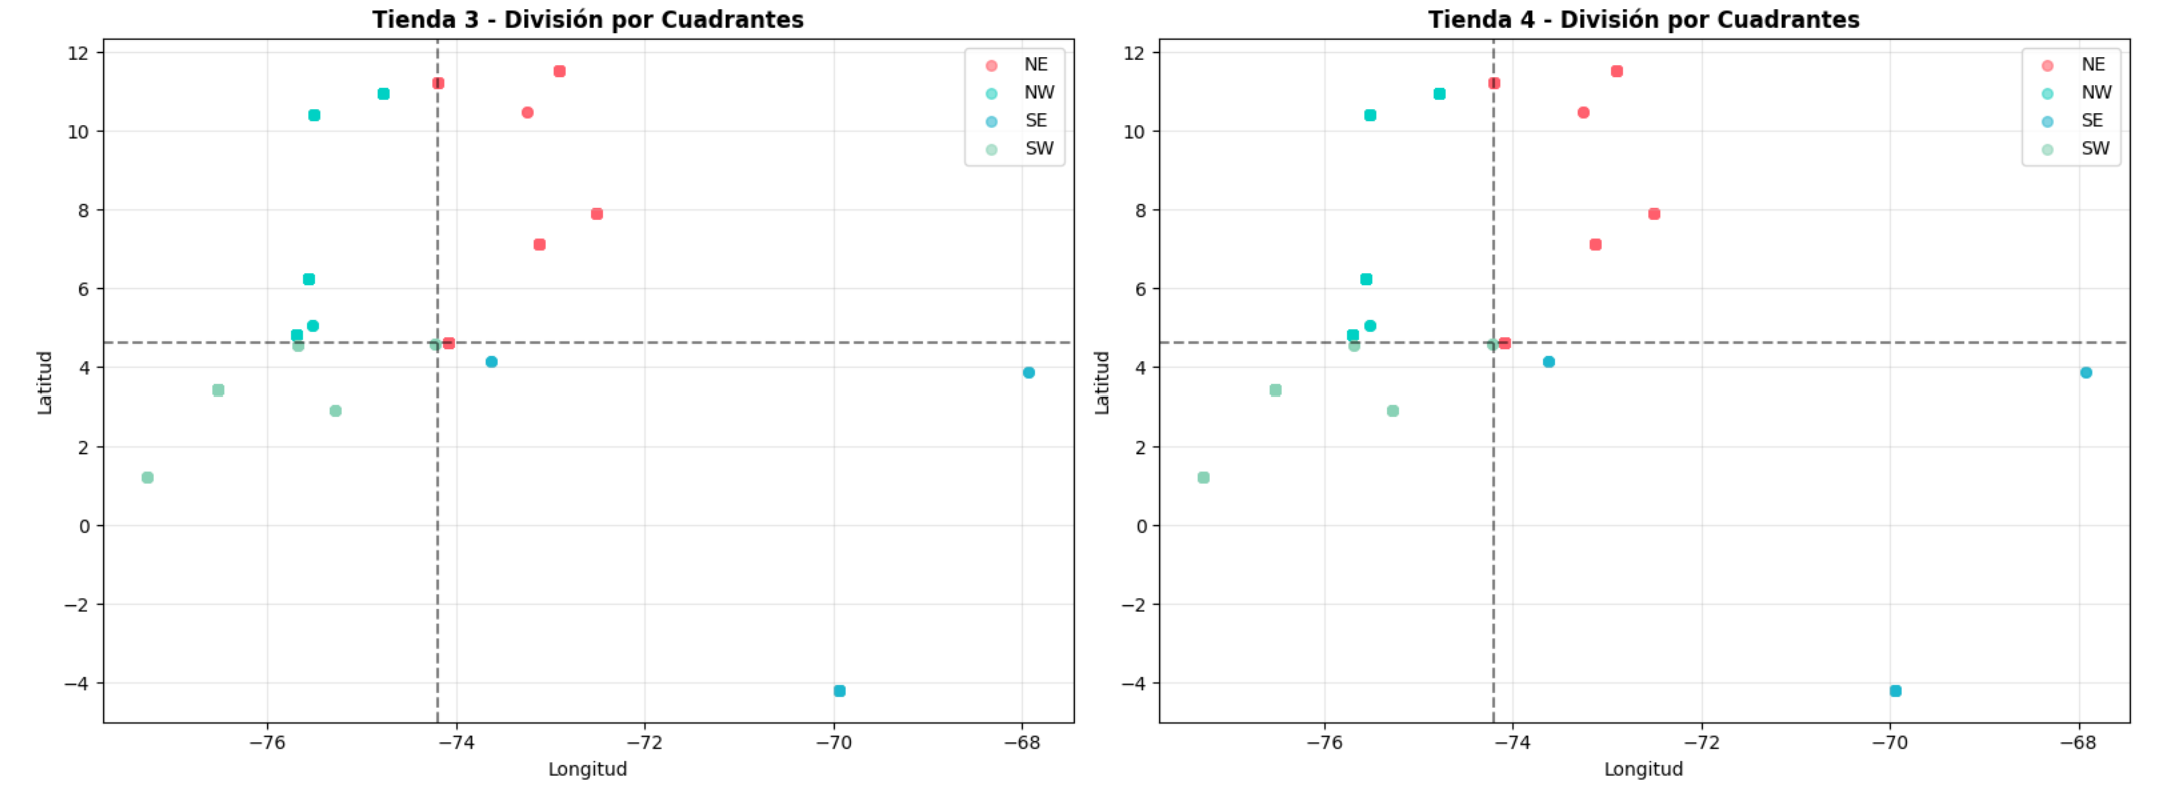 Tienda 3 - División por Cuadrantes
12
10
8
6
4
2
0
−2
−4
Latitud
−76
−74
−72
−70
−68
Longitud
NE
NW
SE
SW
Tienda 4 - División por Cuadrantes
12
10
8
6
4
2
0
−2
−4
Latitud
−76
−74
−72
−70
−68
Longitud
NE
NW
SE
SW